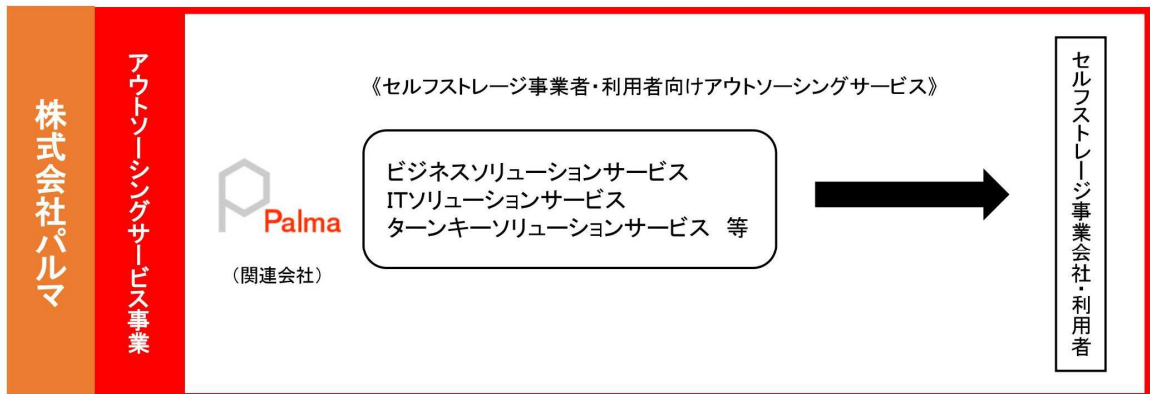 株式会社パルマ
アウトソーシングサービス事業
《セルフストレージ事業者・利用者向けアウトソーシングサービス》
Palma
(関連会社)
ビジネスソリューションサービス
ITソリューションサービス
ターンキーソリューションサービス 等
セルフストレージ事業会社・利用者